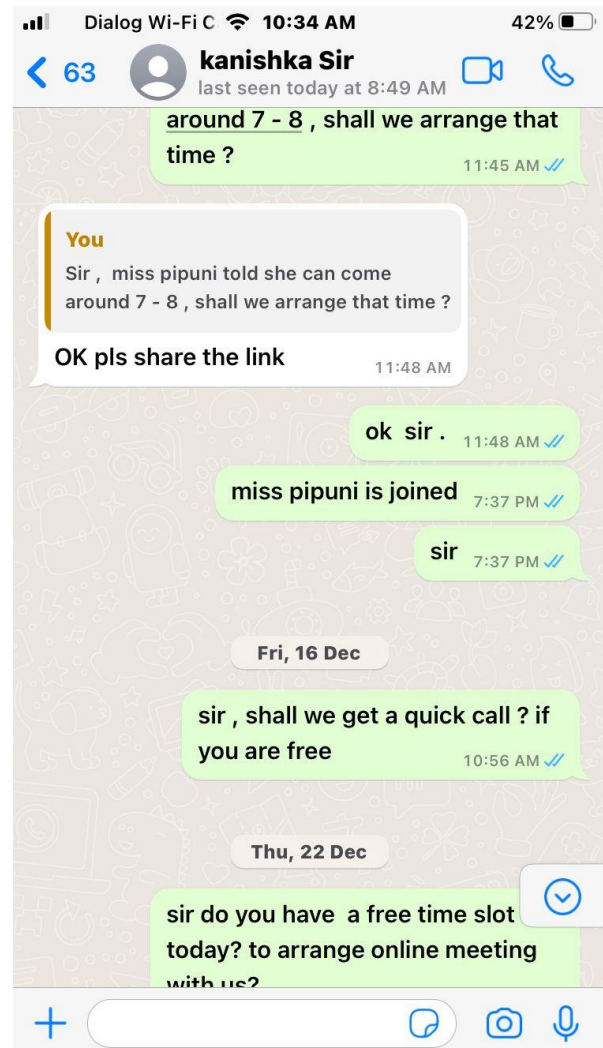 Dialog Wi-Fi C 10:34 AM 42%
63 kanishka Sir
last seen today at 8:49 AM
around 7 - 8 , shall we arrange that
time ? 11:45 AM
You
Sir , miss pipuni told she can come
around 7 - 8 , shall we arrange that time ?
OK pls share the link 11:48 AM
ok sir . 11:48 AM
miss pipuni is joined 7:37 PM
sir 7:37 PM
Fri, 16 Dec
sir , shall we get a quick call ? if
you are free 10:56 AM
Thu, 22 Dec
sir do you have a free time slot
today? to arrange online meeting
with us?